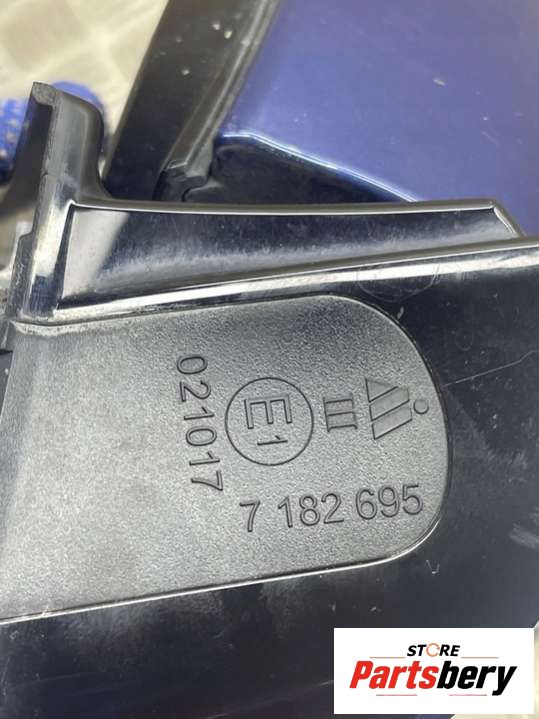 021017
E1
III
7 182 695
STORE
Partsbery